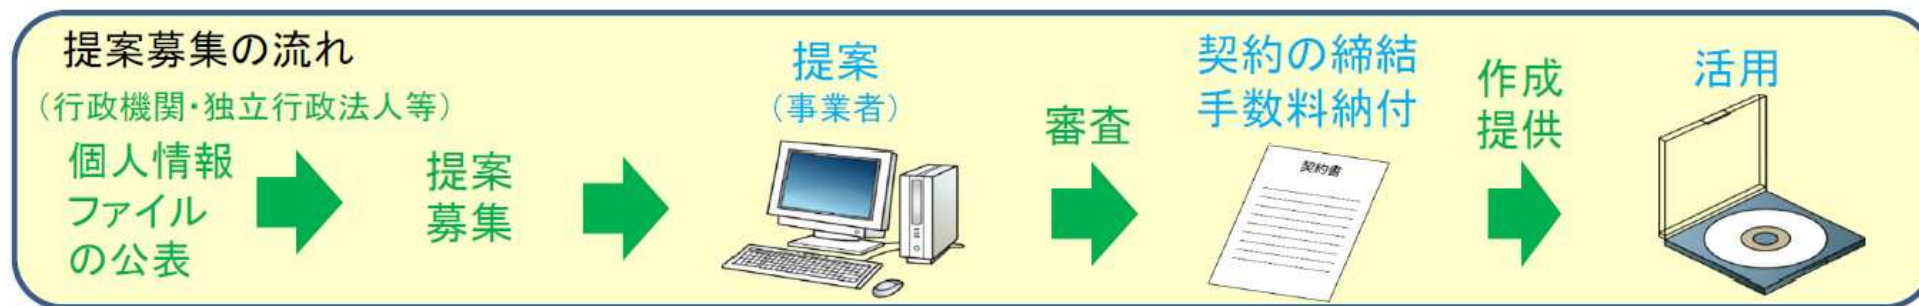 提案募集の流れ
（行政機関・独立行政法人等）
個人情報
ファイル
の公表
提案
募集
提案
（事業者）
審査
契約の締結
手数料納付
契約書
作成
提供
活用